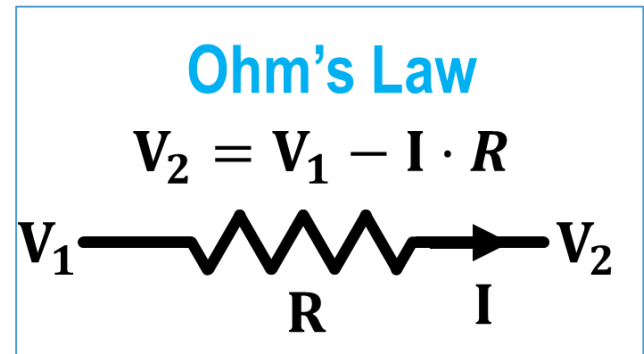 Ohm's Law
V₂ = V₁ − I · R
V₁ V₂
R I